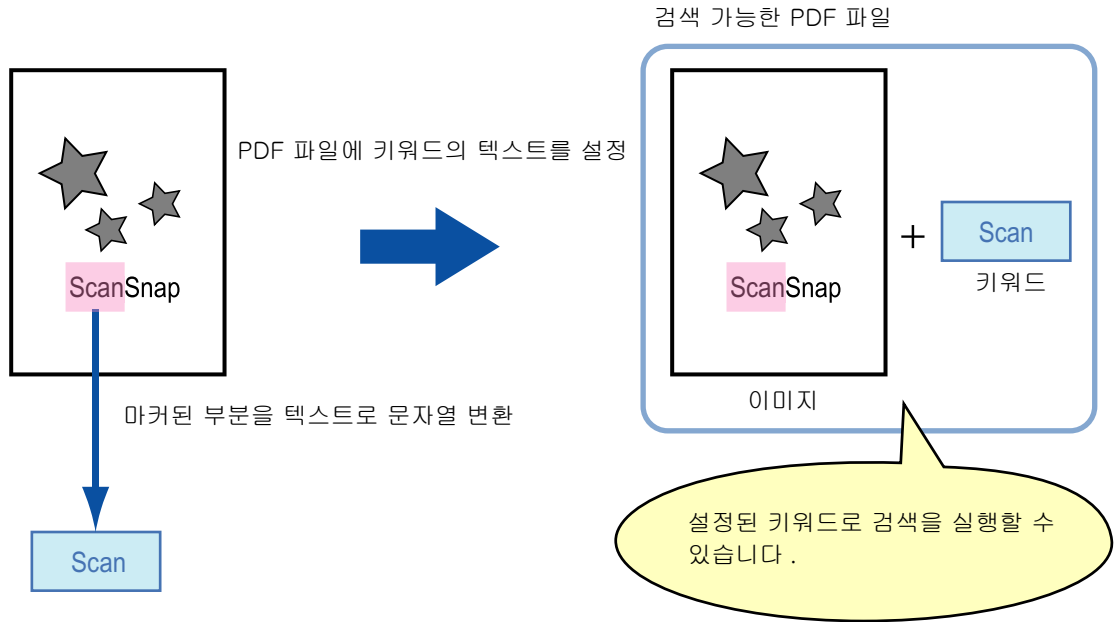 검색 가능한 PDF 파일
PDF 파일에 키워드의 텍스트를 설정
ScanSnap
마커된 부분을 텍스트로 문자열 변환
Scan
ScanSnap
이미지
+
Scan
키워드
설정된 키워드로 검색을 실행할 수
있습니다 .